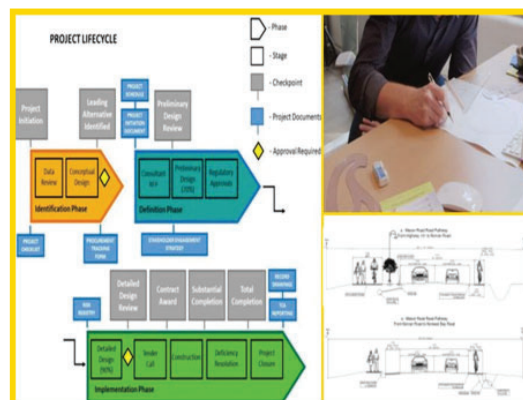 PROJECT LIFECYCLE
- Phase
- Stage
- Checkpoint
- Project Documents
- Approval Required
Project
Initiation
Leading
Alternative
Identified
PROJECT
SCHEDULE
PROJECT
INITIATION
DOCUMENT
Preliminary
Design
Review
Data
Review
Conceptual
Design
Identification Phase
Consultant
Preliminary
Design
Regulatory
Approvals
Definition Phase
PROJECT
CHECKLIST
PROCUREMENT
TRACKING
FORM
STAKEHOLDER MANAGEMENT
STRATEGY
Detailed
Design
Review
Contract
Award
Substantial
Completion
Total
Completion
RECORD
DRAWINGS
TCA
REPORTING
RISK
REGISTRY
Detailed
Design
(90%)
Tender
Call
Construction
Deficiency
Resolution
Project
Closure
Implementation Phase